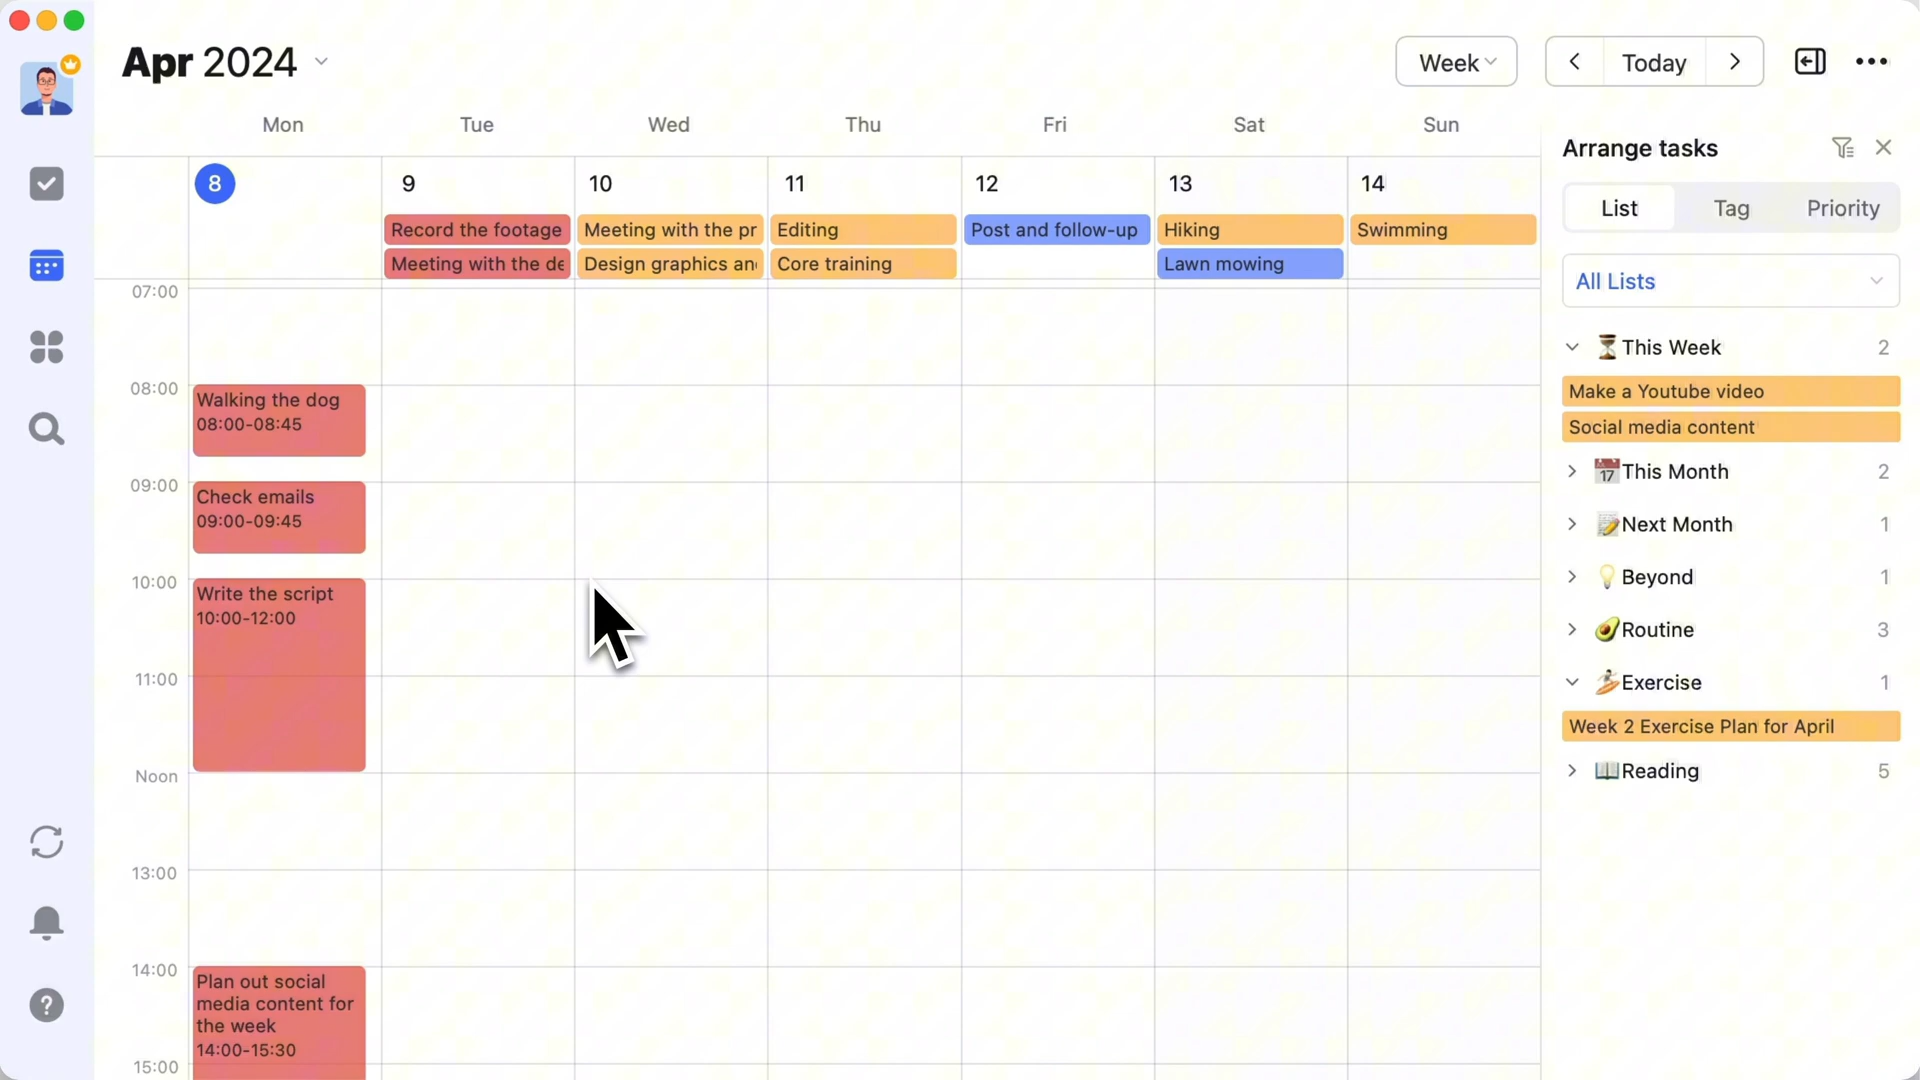 Apr 2024
Week
Today
Mon
Tue
Wed
Thu
Fri
Sat
Sun
8
9
10
11
12
13
14
Record the footage
Meeting with the pr
Editing
Post and follow-up
Hiking
Swimming
Meeting with the de
Design graphics an
Core training
Lawn mowing
07:00
08:00
09:00
10:00
11:00
Noon
13:00
14:00
15:00
Walking the dog
08:00-08:45
Check emails
09:00-09:45
Write the script
10:00-12:00
Plan out social
media content for
the week
14:00-15:30
Arrange tasks
List
Tag
Priority
All Lists
This Week 2
Make a Youtube video
Social media content
17 This Month 2
Next Month 1
Beyond 1
Routine 3
Exercise 1
Week 2 Exercise Plan for April
Reading 5